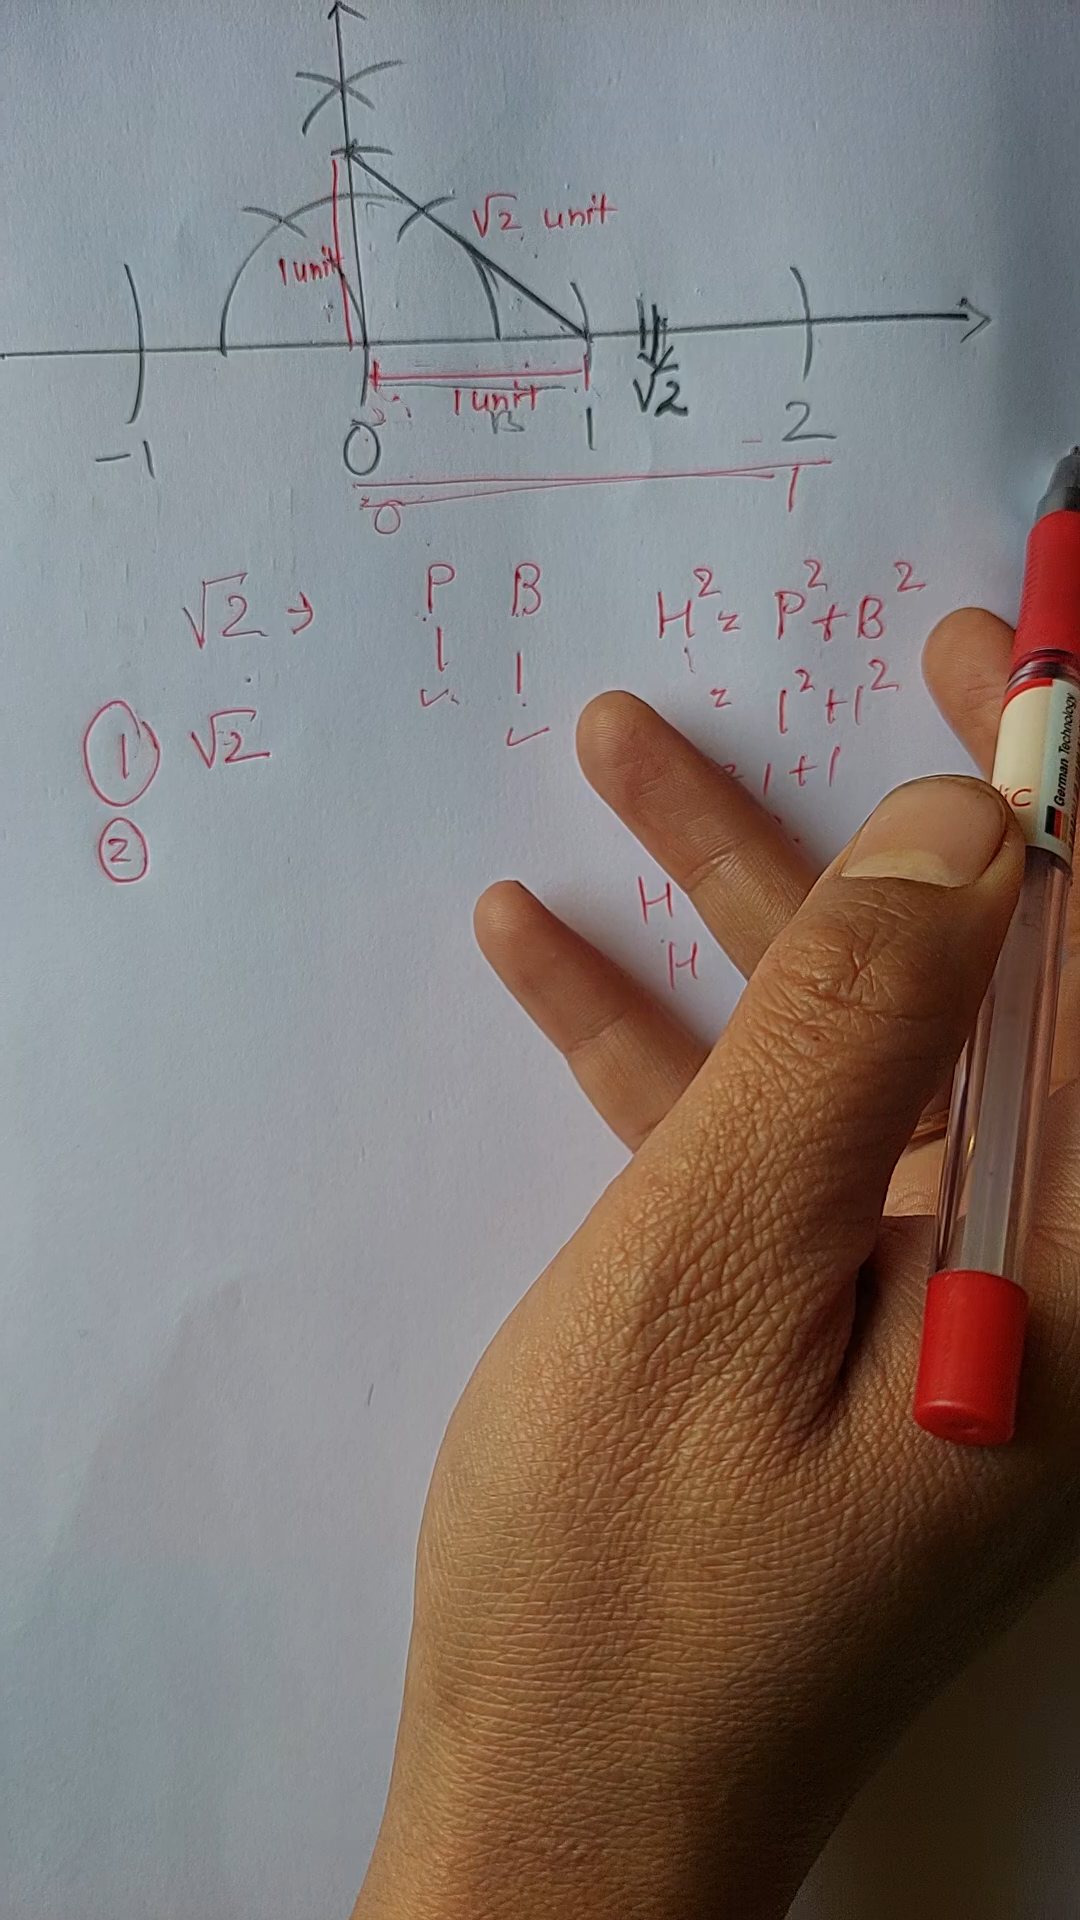 √2 unit
1 unit
1 unit
√2
-1 0 1 2
0 1
√2 → P B H² = P² + B²
1 1 = 1² + 1²
① √2 = 1 + 1
②
H
H
German Technology